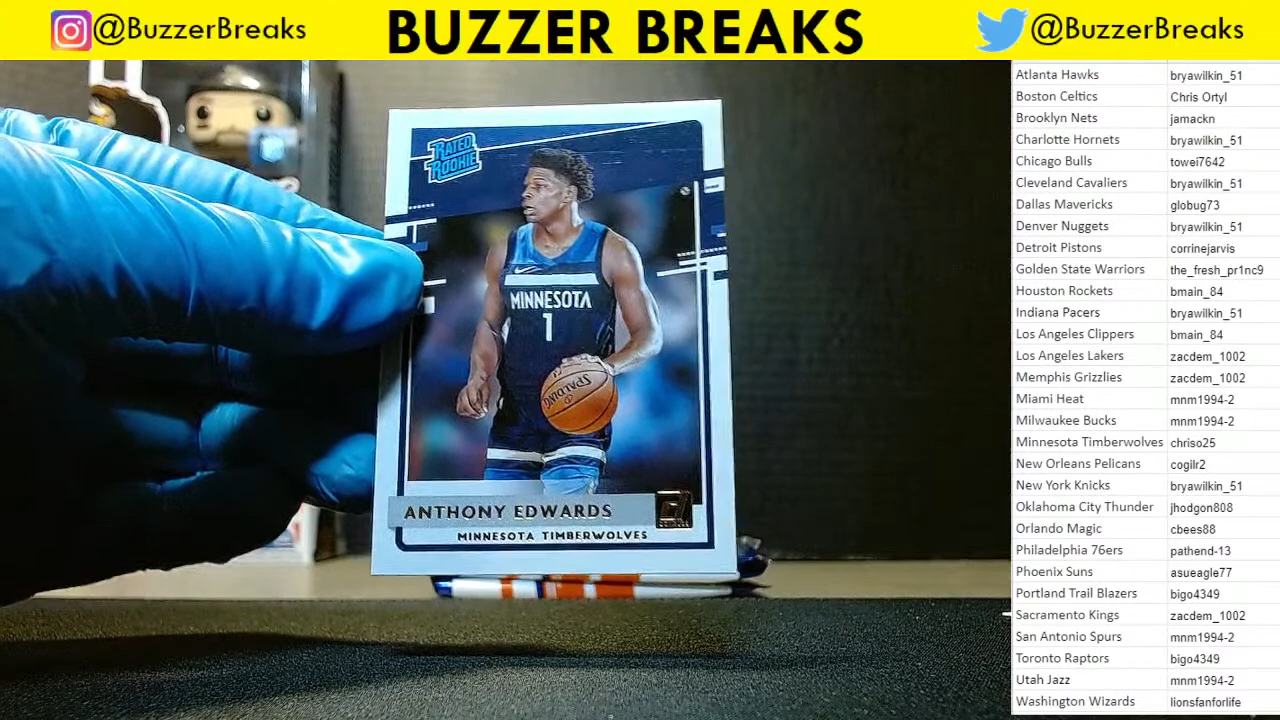 @BuzzerBreaks
BUZZER BREAKS
@BuzzerBreaks
RATED
ROOKIE
MINNESOTA
1
SPALDING
ANTHONY EDWARDS
MINNESOTA TIMBERWOLVES
Atlanta Hawks bryawilkin_51
Boston Celtics Chris Ortyl
Brooklyn Nets jamackn
Charlotte Hornets bryawilkin_51
Chicago Bulls towei7642
Cleveland Cavaliers bryawilkin_51
Dallas Mavericks globug73
Denver Nuggets bryawilkin_51
Detroit Pistons corrinejarvis
Golden State Warriors the_fresh_pr1nc9
Houston Rockets bmain_84
Indiana Pacers bryawilkin_51
Los Angeles Clippers bmain_84
Los Angeles Lakers zacdem_1002
Memphis Grizzlies zacdem_1002
Miami Heat mnm1994-2
Milwaukee Bucks mnm1994-2
Minnesota Timberwolves chriso25
New Orleans Pelicans cogilr2
New York Knicks bryawilkin_51
Oklahoma City Thunder jhodgon808
Orlando Magic cbees88
Philadelphia 76ers pathend-13
Phoenix Suns asueagle77
Portland Trail Blazers bigo4349
Sacramento Kings zacdem_1002
San Antonio Spurs mnm1994-2
Toronto Raptors bigo4349
Utah Jazz mnm1994-2
Washington Wizards lionsfanforlife